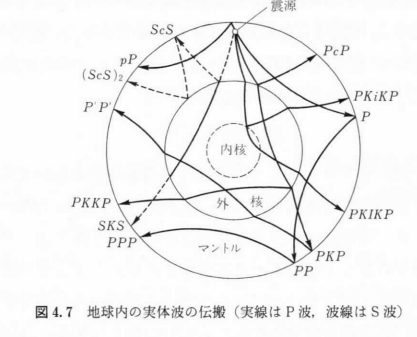 震源
ScS
pP
PcP
(ScS)₂
PKiKP
P′P′
P
内核
外核
PKKP
PKIKP
SKS
PKP
PPP
マントル
PP
図4.7 地球内の実体波の伝搬（実線はP波，波線はS波）